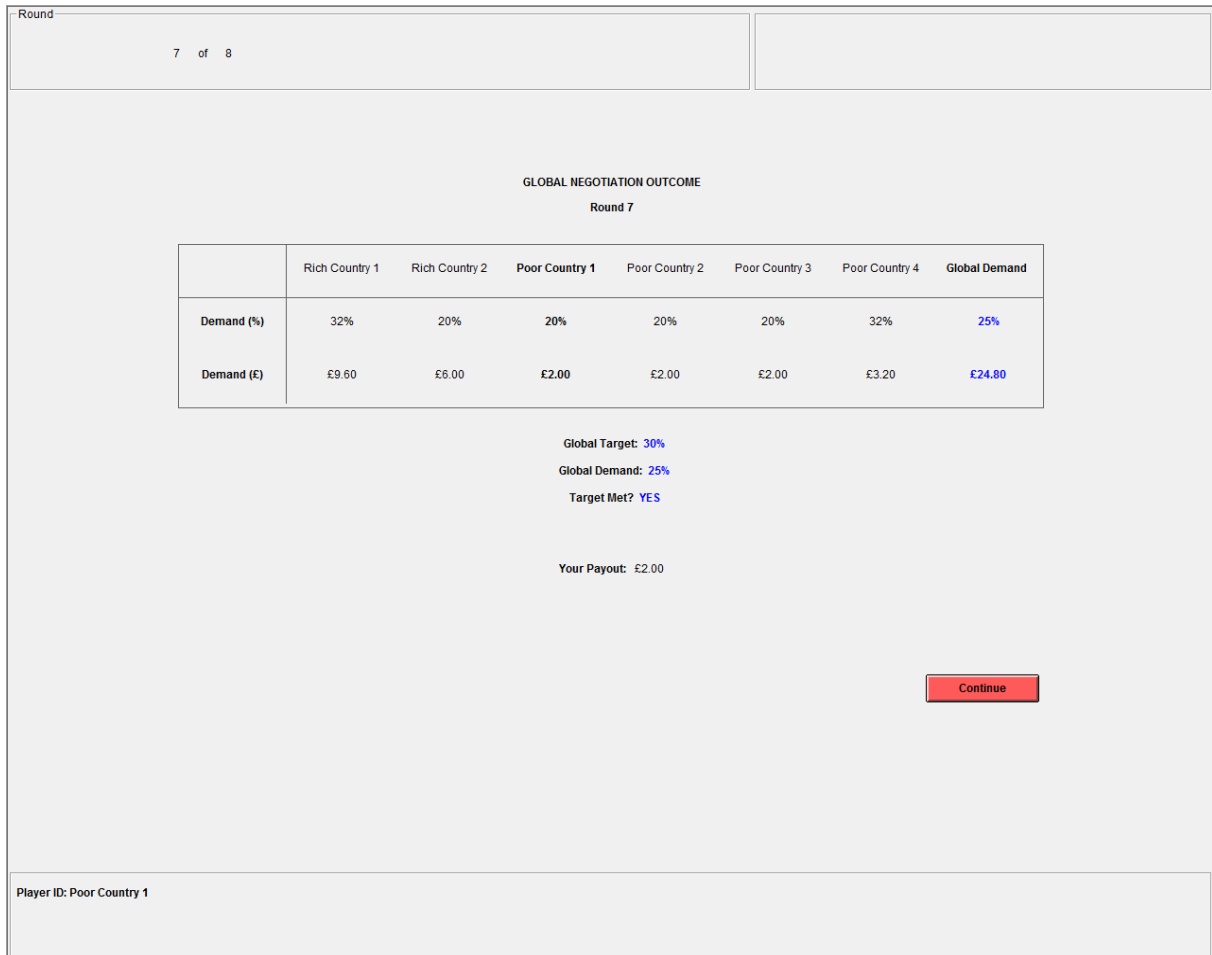 Round
7 of 8
GLOBAL NEGOTIATION OUTCOME
Round 7
Rich Country 1 Rich Country 2 Poor Country 1 Poor Country 2 Poor Country 3 Poor Country 4 Global Demand
Demand (%) 32% 20% 20% 20% 20% 32% 25%
Demand (£) £9.60 £6.00 £2.00 £2.00 £2.00 £3.20 £24.80
Global Target: 30%
Global Demand: 25%
Target Met? YES
Your Payout: £2.00
Continue
Player ID: Poor Country 1